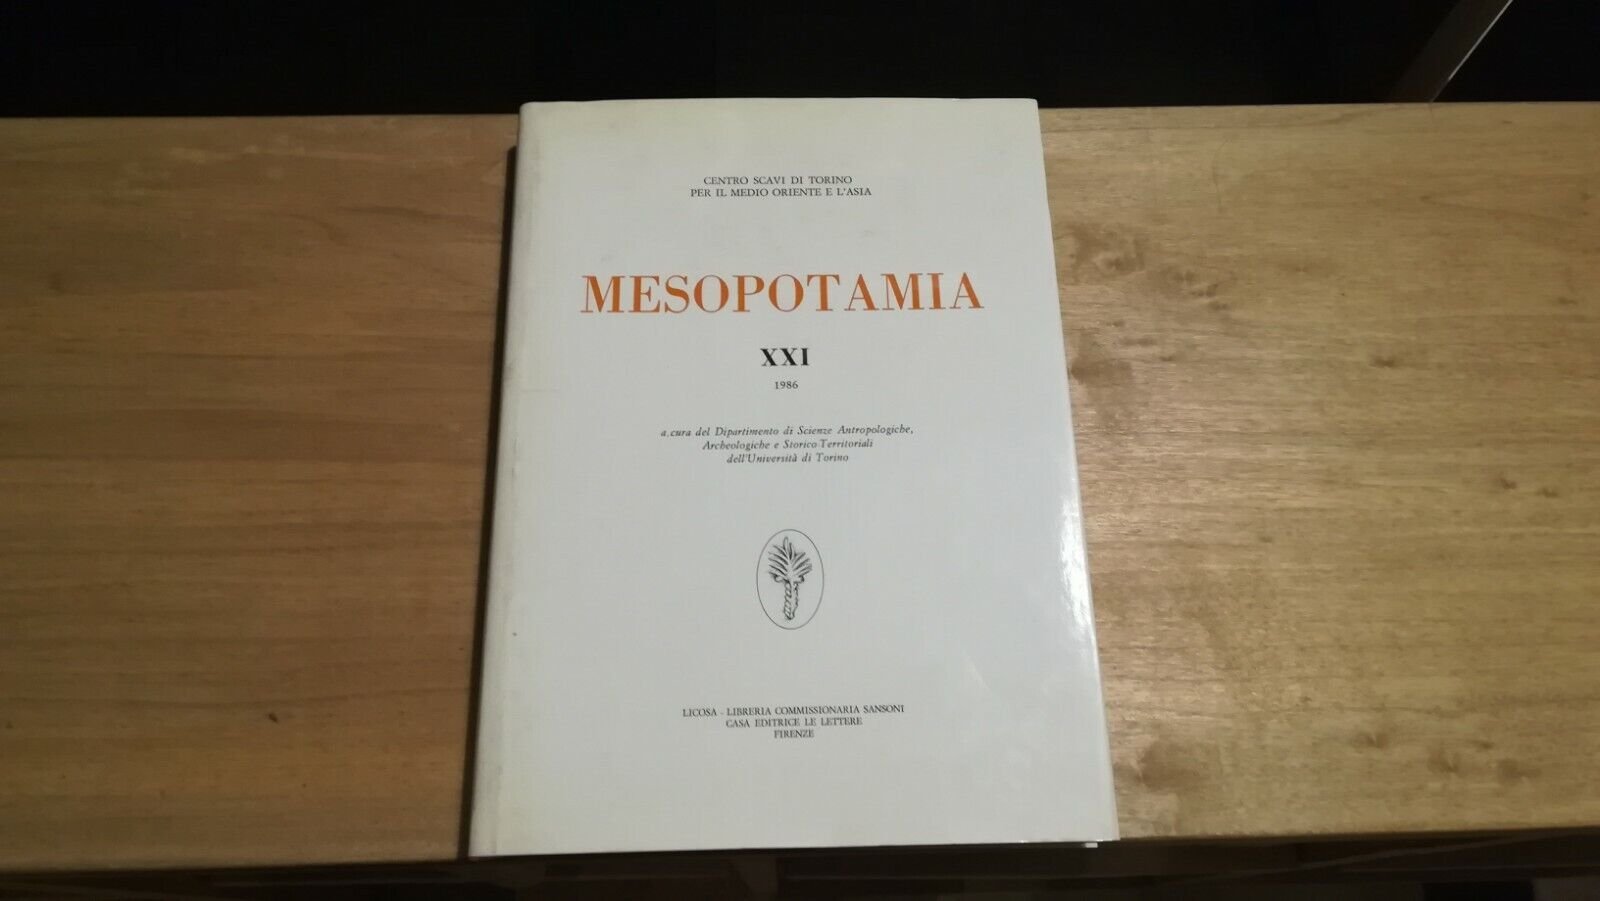 CENTRO SCAVI DI TORINO
PER IL MEDIO ORIENTE E L'ASIA
MESOPOTAMIA
XXI
1986
a cura del Dipartimento di Scienze Antropologiche,
Archeologiche e Storico Territoriali
dell'Università di Torino
LICOSA - LIBRERIA COMMISSIONARIA SANSONI
CASA EDITRICE LE LETTERE
FIRENZE